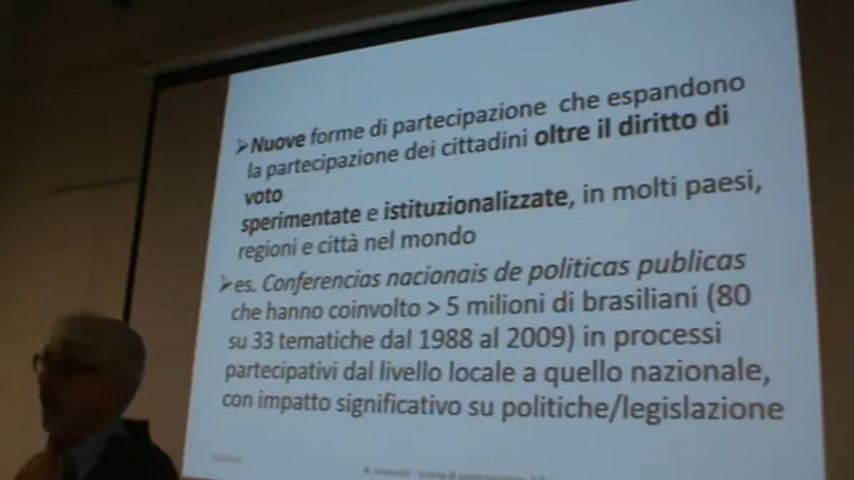 ➢Nuove forme di partecipazione che espandono
la partecipazione dei cittadini oltre il diritto di
voto
sperimentate e istituzionalizzate, in molti paesi,
regioni e città nel mondo
➢es. Conferencias nacionais de politicas publicas
che hanno coinvolto > 5 milioni di brasiliani (80
su 33 tematiche dal 1988 al 2009) in processi
partecipativi dal livello locale a quello nazionale,
con impatto significativo su politiche/legislazione